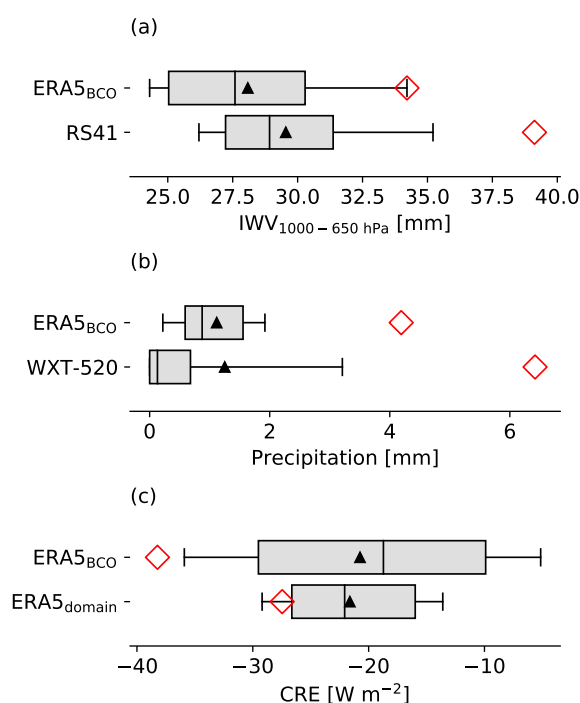 (a)
ERA5BCO
RS41
25.0 27.5 30.0 32.5 35.0 37.5 40.0
IWV1000 − 650 hPa [mm]
(b)
ERA5BCO
WXT-520
0 2 4 6
Precipitation [mm]
(c)
ERA5BCO
ERA5domain
−40 −30 −20 −10
CRE [W m−2]